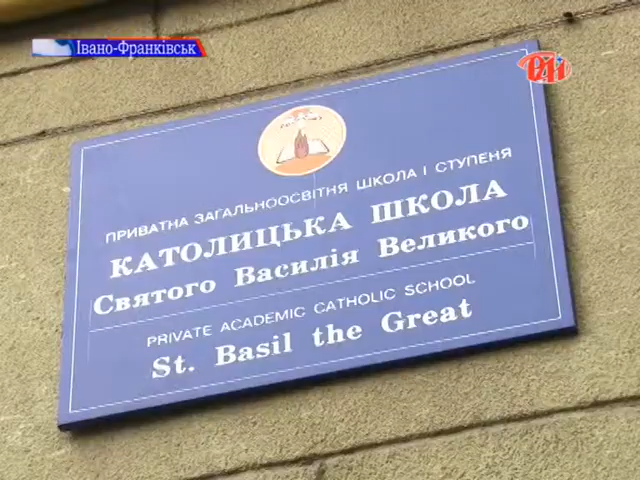 Івано-Франківськ
РАІ
ПРИВАТНА ЗАГАЛЬНООСВІТНЯ ШКОЛА І СТУПЕНЯ
КАТОЛИЦЬКА ШКОЛА
Святого Василія Великого
PRIVATE ACADEMIC CATHOLIC SCHOOL
St. Basil the Great